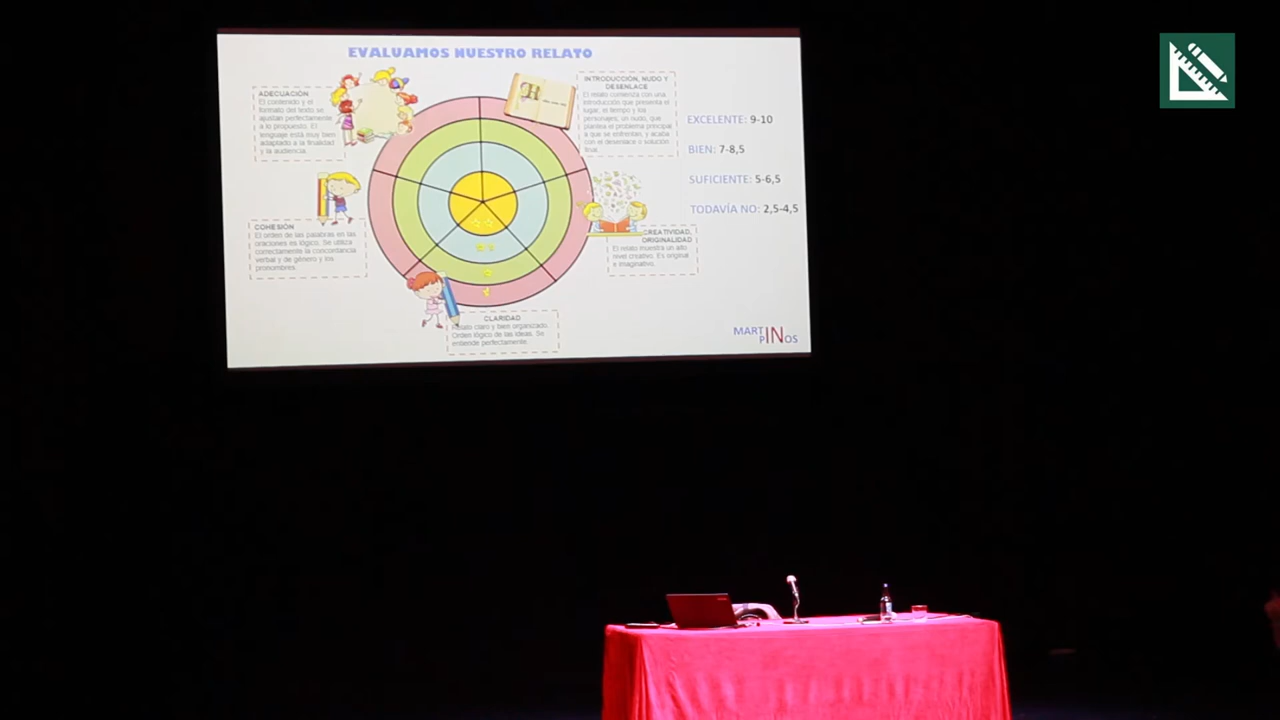 EVALUAMOS NUESTRO RELATO
ADECUACIÓN
El contenido y el
formato del texto se
ajustan perfectamente
a lo propuesto. El
lenguaje está muy bien
adaptado a la finalidad
y la audiencia.
INTRODUCCIÓN, NUDO Y
DESENLACE
El relato comienza con una
introducción que presenta el
lugar, el tiempo y los
personajes, un nudo, que
plantea el problema principal
a que se enfrentan, y acaba
con el desenlace o solución
final.
EXCELENTE: 9-10
BIEN: 7-8,5
SUFICIENTE: 5-6,5
TODAVÍA NO: 2,5-4,5
COHESIÓN
El orden de las palabras en las
oraciones es lógico. Se utiliza
correctamente la concordancia
verbal y de género y los
pronombres.
CREATIVIDAD,
ORIGINALIDAD
El relato muestra un alto
nivel creativo. Es original
e imaginativo.
CLARIDAD
Relato claro y bien organizado.
Orden lógico de las ideas. Se
entiende perfectamente.
MARTÍN
PINOS